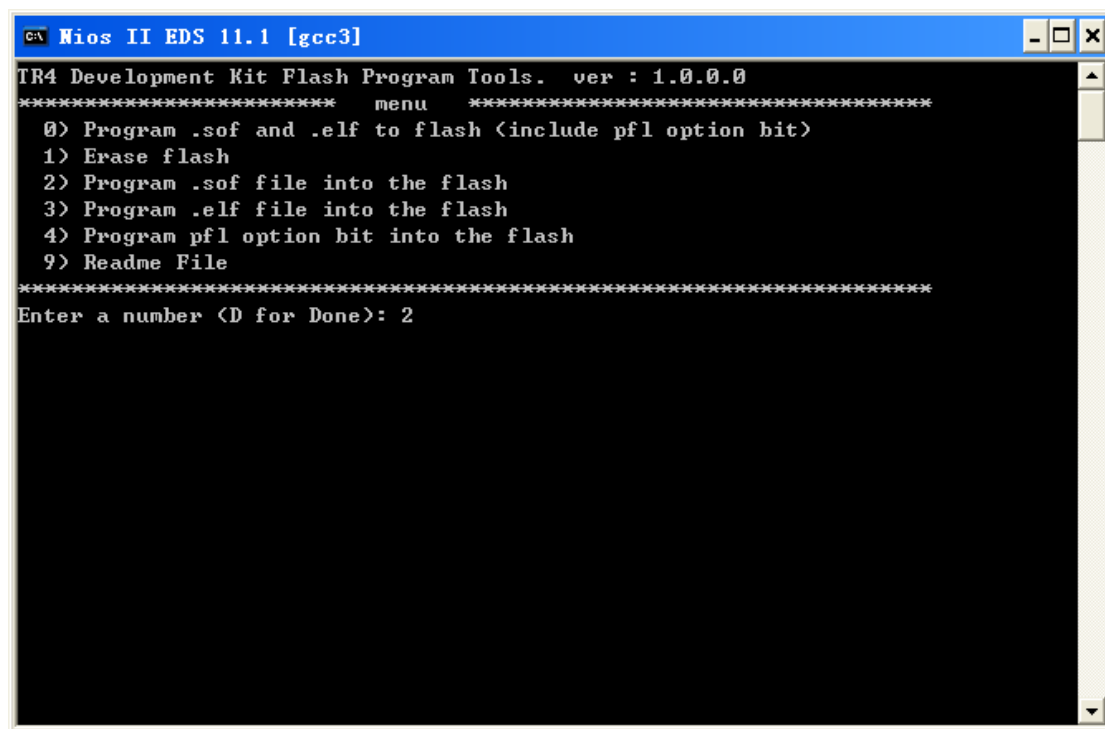 Nios II EDS 11.1 [gcc3]
TR4 Development Kit Flash Program Tools.  ver : 1.0.0.0
************************   menu   ***********************************
  0) Program .sof and .elf to flash (include pfl option bit)
  1) Erase flash
  2) Program .sof file into the flash
  3) Program .elf file into the flash
  4) Program pfl option bit into the flash
  9) Readme File
*********************************************************************
Enter a number (D for Done): 2